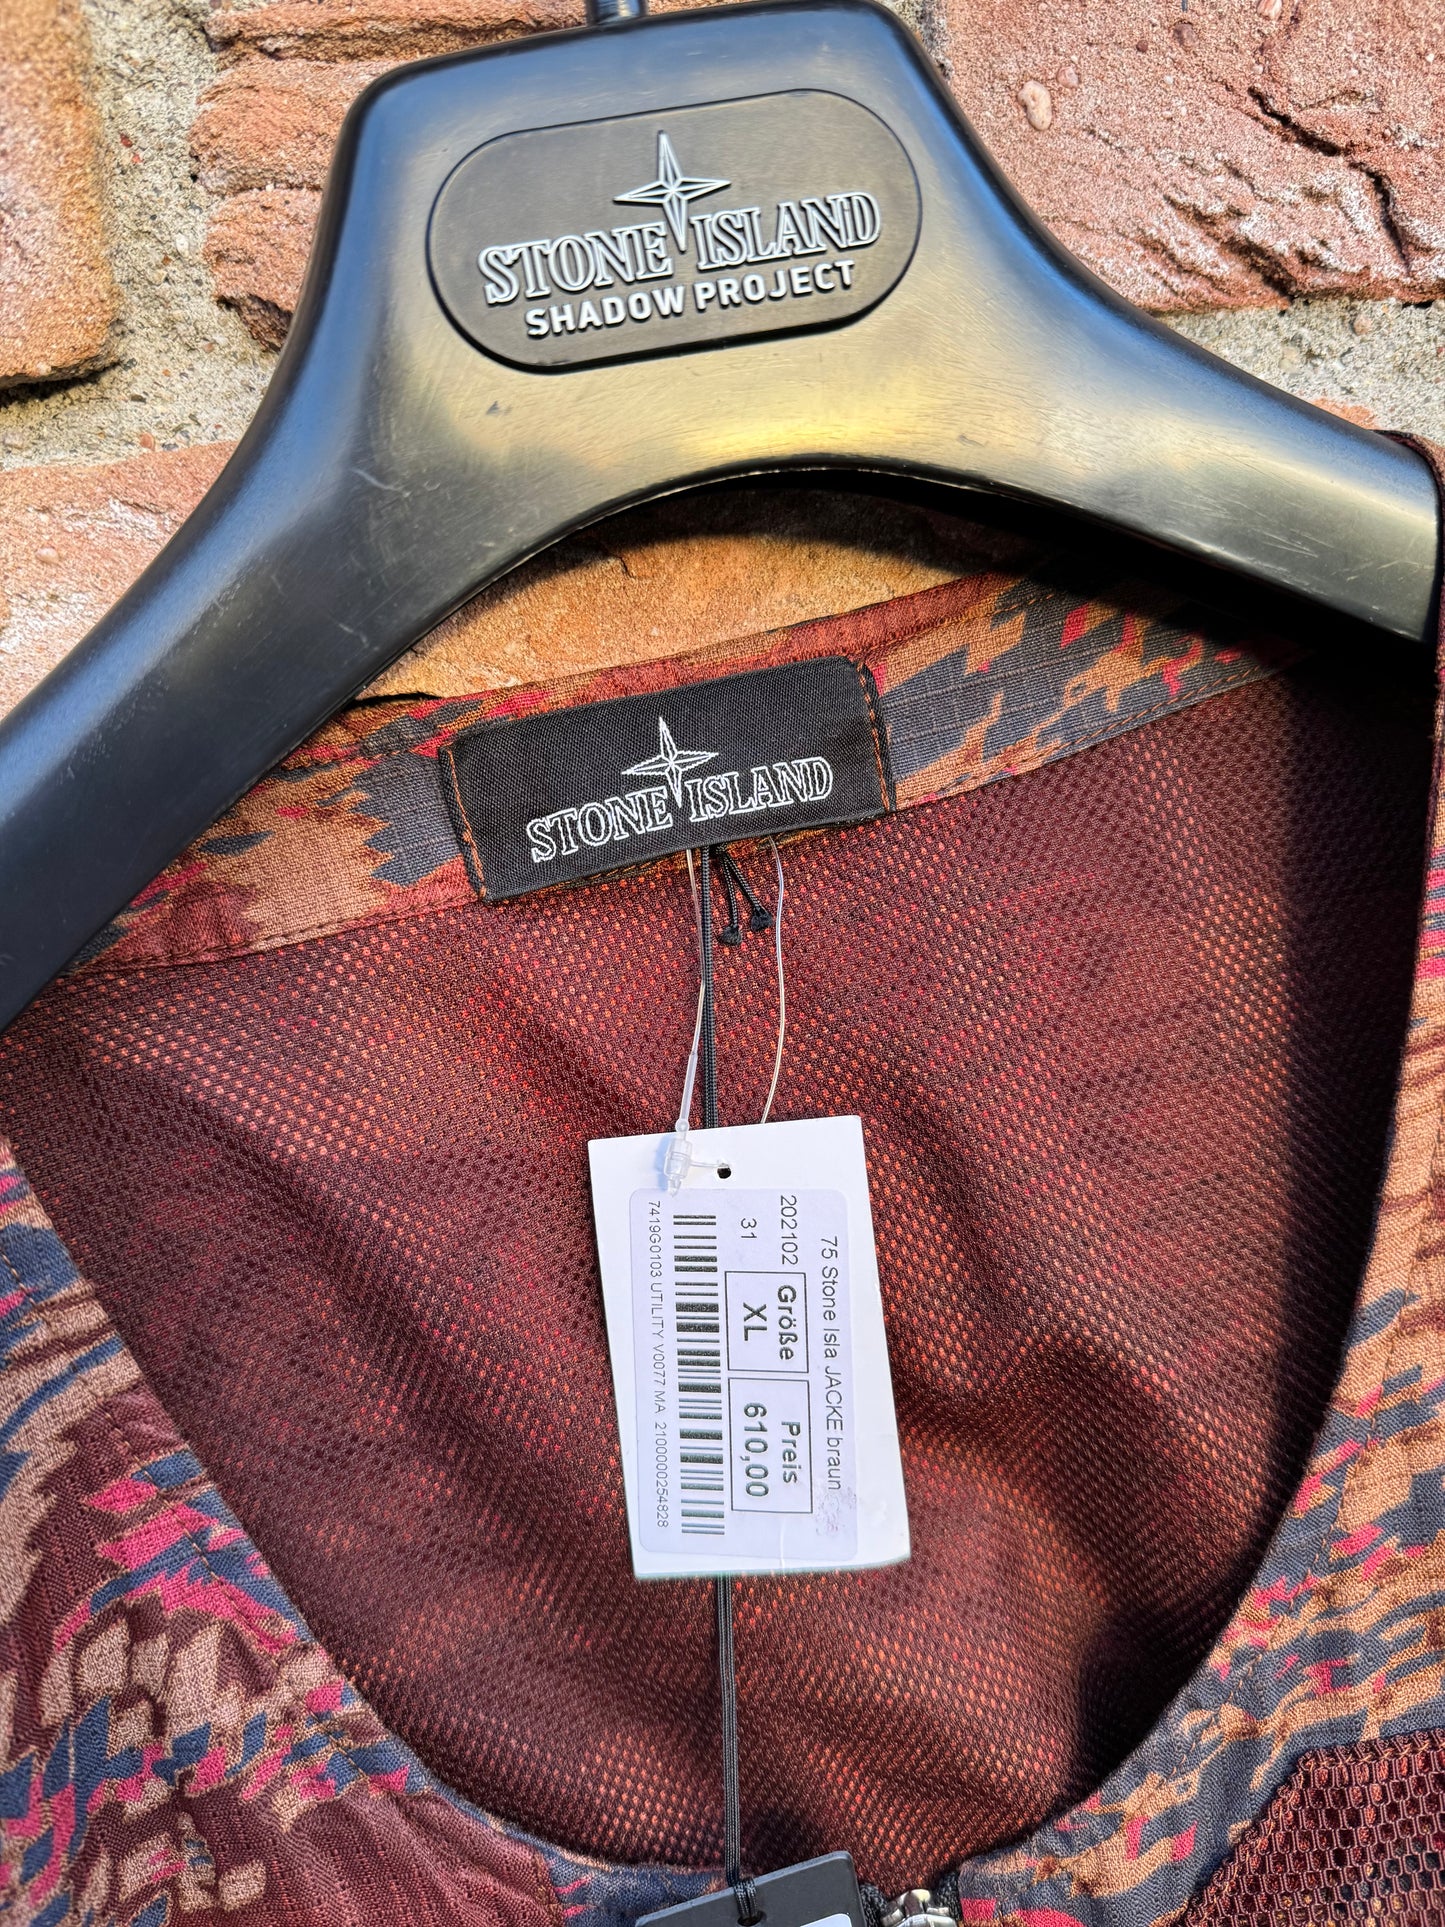 STONE ISLAND
SHADOW PROJECT
STONE ISLAND
75 Stone Isla JACKE braun
202102 Größe Preis
31 XL 610,00
7419G0103 UTILITY V0077 MA 2100000254828